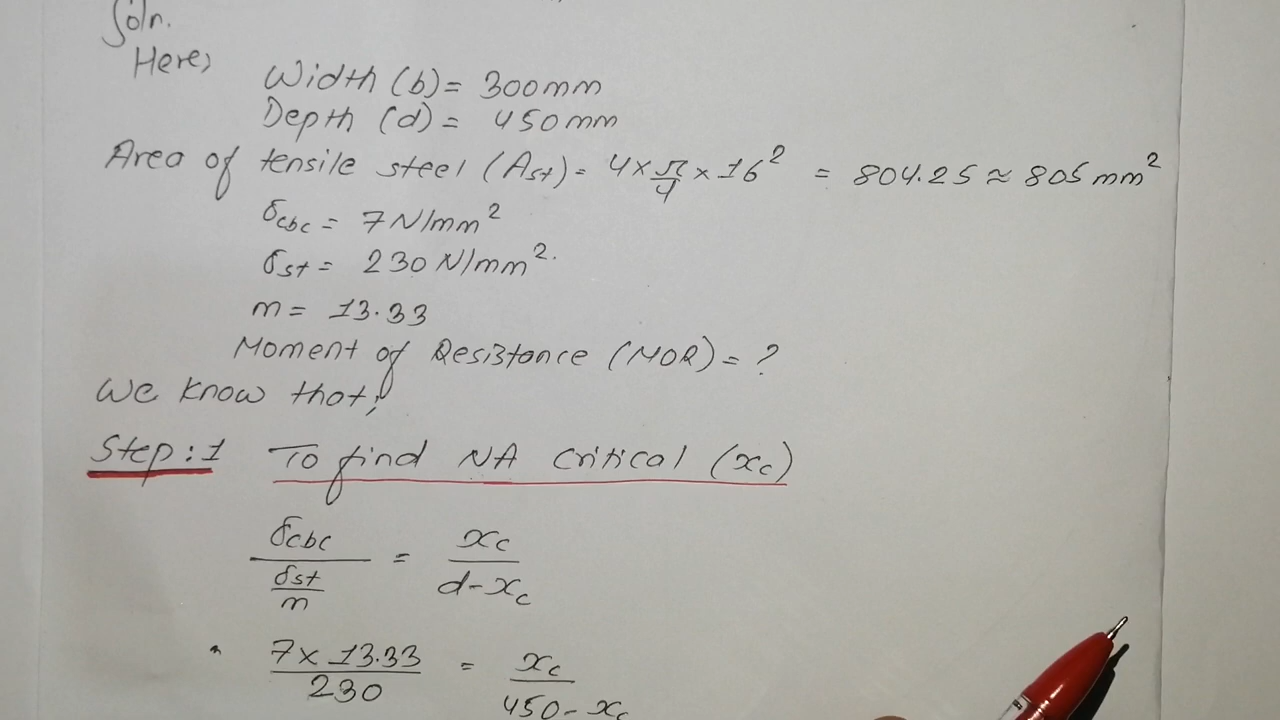 Soln.
Here,
Width (b) = 300mm
Depth (d) = 450mm
Area of tensile steel (Ast) = 4 × π/4 × 16² = 804.25 ≈ 805 mm²
σcbc = 7 N/mm²
σst = 230 N/mm².
m = 13.33
Moment of Resistance (MOR) = ?
We know that;
Step:1 To find NA critical (xc)
σcbc / (σst/m) = xc / (d-xc)
7 × 13.33 / 230 = xc / (450 - xc)